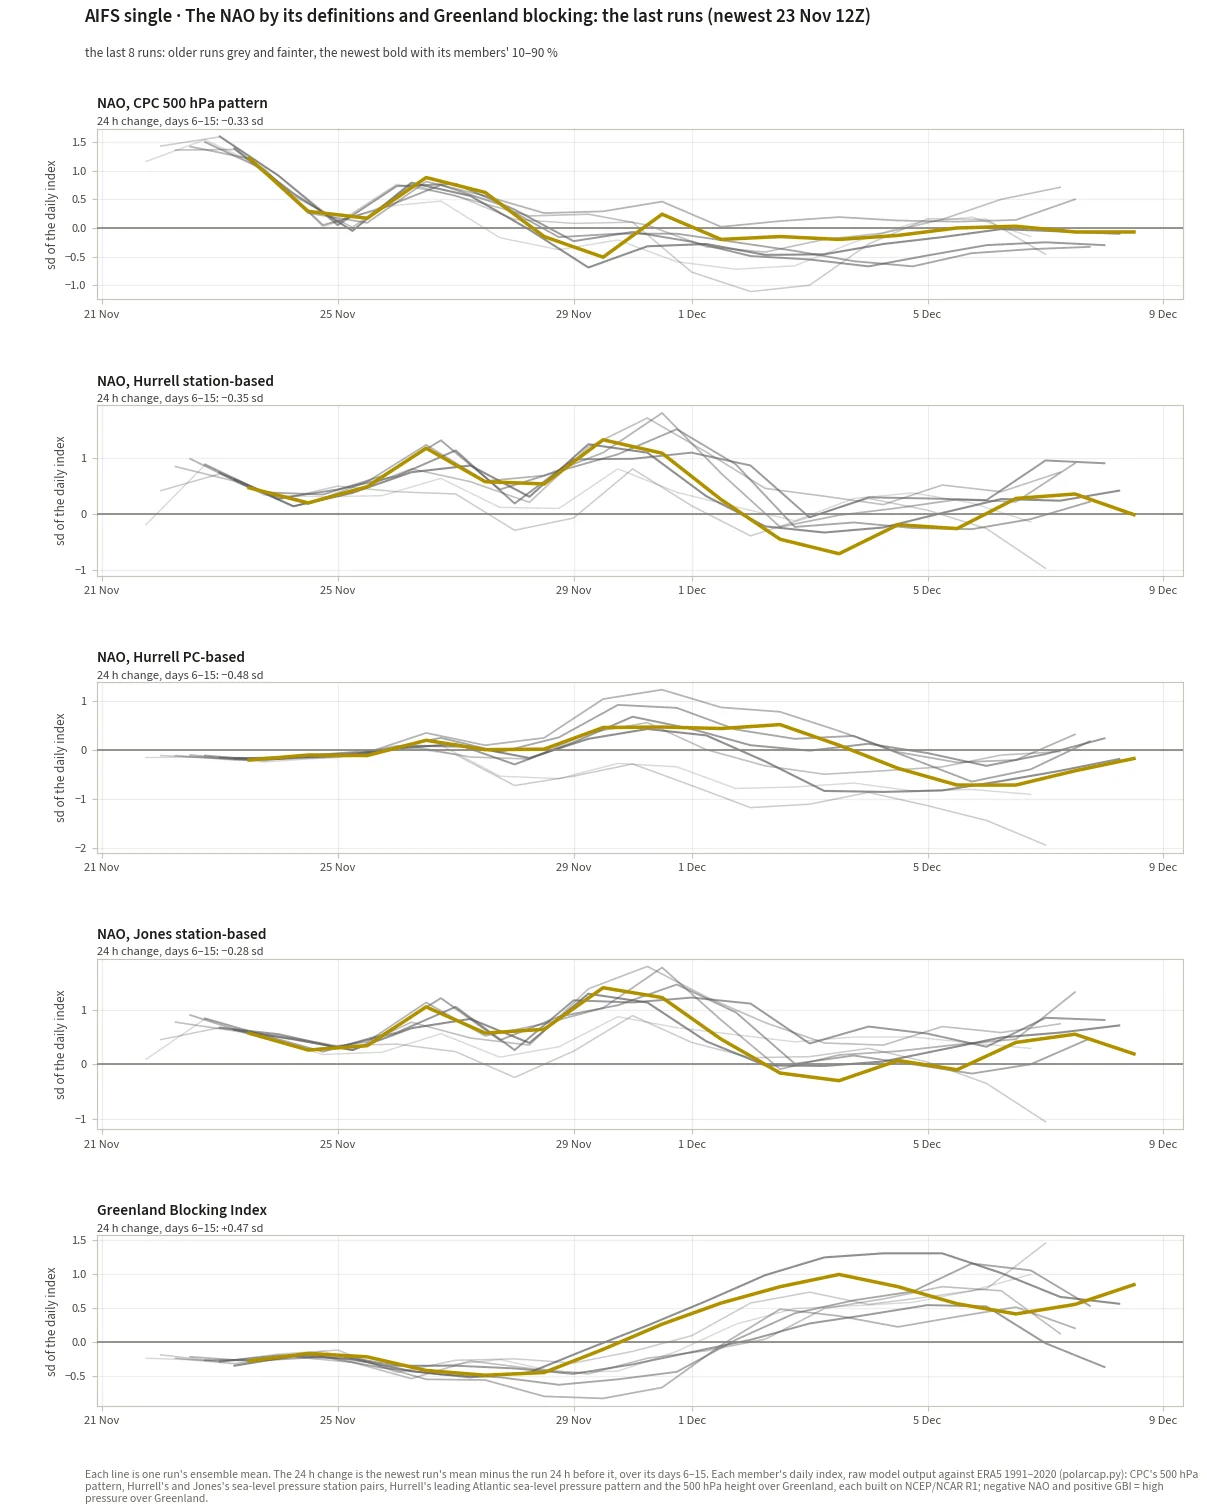 AIFS single · The NAO by its definitions and Greenland blocking: the last runs (newest 23 Nov 12Z)
the last 8 runs: older runs grey and fainter, the newest bold with its members' 10–90 %
NAO, CPC 500 hPa pattern
24 h change, days 6–15: −0.33 sd
sd of the daily index
1.5
1.0
0.5
0.0
−0.5
−1.0
21 Nov
25 Nov
29 Nov
1 Dec
5 Dec
9 Dec
NAO, Hurrell station-based
24 h change, days 6–15: −0.35 sd
sd of the daily index
1
0
−1
21 Nov
25 Nov
29 Nov
1 Dec
5 Dec
9 Dec
NAO, Hurrell PC-based
24 h change, days 6–15: −0.48 sd
sd of the daily index
1
0
−1
−2
21 Nov
25 Nov
29 Nov
1 Dec
5 Dec
9 Dec
NAO, Jones station-based
24 h change, days 6–15: −0.28 sd
sd of the daily index
1
0
−1
21 Nov
25 Nov
29 Nov
1 Dec
5 Dec
9 Dec
Greenland Blocking Index
24 h change, days 6–15: +0.47 sd
sd of the daily index
1.5
1.0
0.5
0.0
−0.5
21 Nov
25 Nov
29 Nov
1 Dec
5 Dec
9 Dec
Each line is one run's ensemble mean. The 24 h change is the newest run's mean minus the run 24 h before it, over its days 6–15. Each member's daily index, raw model output against ERA5 1991–2020 (polarcap.py): CPC's 500 hPa
pattern, Hurrell's and Jones's sea-level pressure station pairs, Hurrell's leading Atlantic sea-level pressure pattern and the 500 hPa height over Greenland, each built on NCEP/NCAR R1; negative NAO and positive GBI = high
pressure over Greenland.